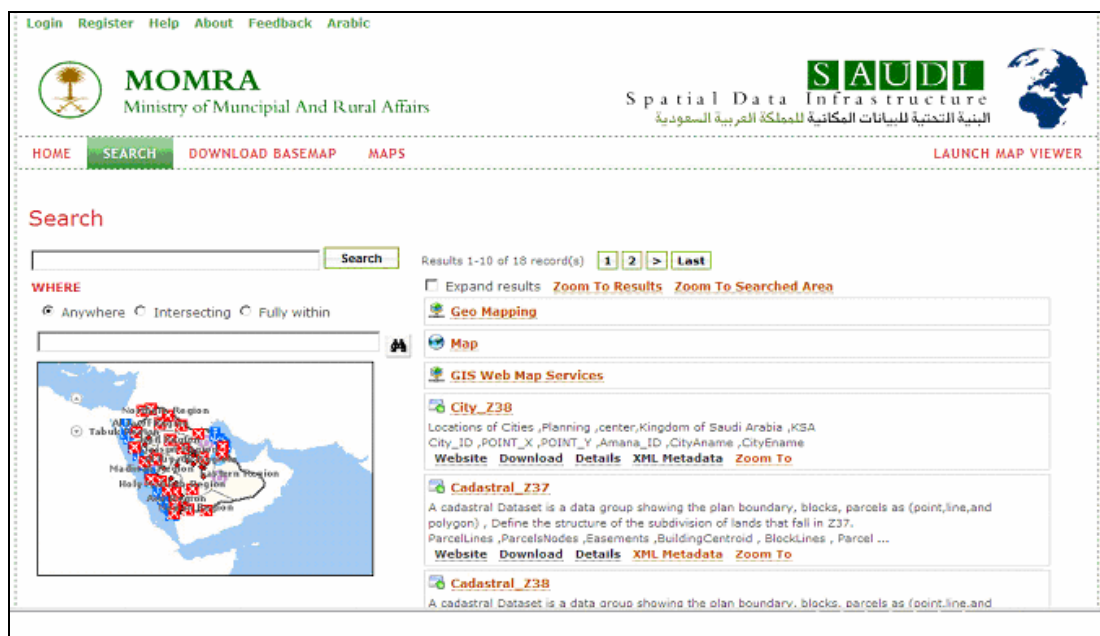 Login Register Help About Feedback Arabic
MOMRA
Ministry of Muncipial And Rural Affairs
SAUDI
Spatial Data Infrastructure
البنية التحتية للبيانات المكانية للمملكة العربية السعودية
HOME SEARCH DOWNLOAD BASEMAP MAPS LAUNCH MAP VIEWER
Search
Search
Results 1-10 of 18 record(s) 1 2 > Last
WHERE
Expand results Zoom To Results Zoom To Searched Area
Anywhere Intersecting Fully within
Geo Mapping
Map
GIS Web Map Services
City_Z38
Locations of Cities ,Planning ,center,Kingdom of Saudi Arabia ,KSA
City_ID ,POINT_X ,POINT_Y ,Amana_ID ,CityAname ,CityEname
Website Download Details XML Metadata Zoom To
Cadastral_Z37
A cadastral Dataset is a data group showing the plan boundary, blocks, parcels as (point,line,and
polygon) , Define the structure of the subdivision of lands that fall in Z37.
ParcelLines ,ParcelsNodes ,Easements ,BuildingCentroid , BlockLines , Parcel ...
Website Download Details XML Metadata Zoom To
Cadastral_Z38
A cadastral Dataset is a data group showing the plan boundary, blocks, parcels as (point,line,and
Region
Tabuk
Region
Region
Region